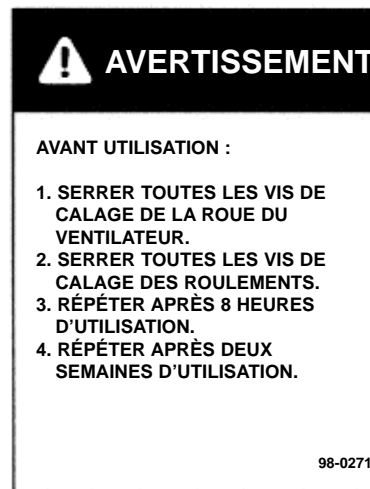 AVERTISSEMENT
AVANT UTILISATION :
1. SERRER TOUTES LES VIS DE
CALAGE DE LA ROUE DU
VENTILATEUR.
2. SERRER TOUTES LES VIS DE
CALAGE DES ROULEMENTS.
3. RÉPÉTER APRÈS 8 HEURES
D'UTILISATION.
4. RÉPÉTER APRÈS DEUX
SEMAINES D'UTILISATION.
98-0271